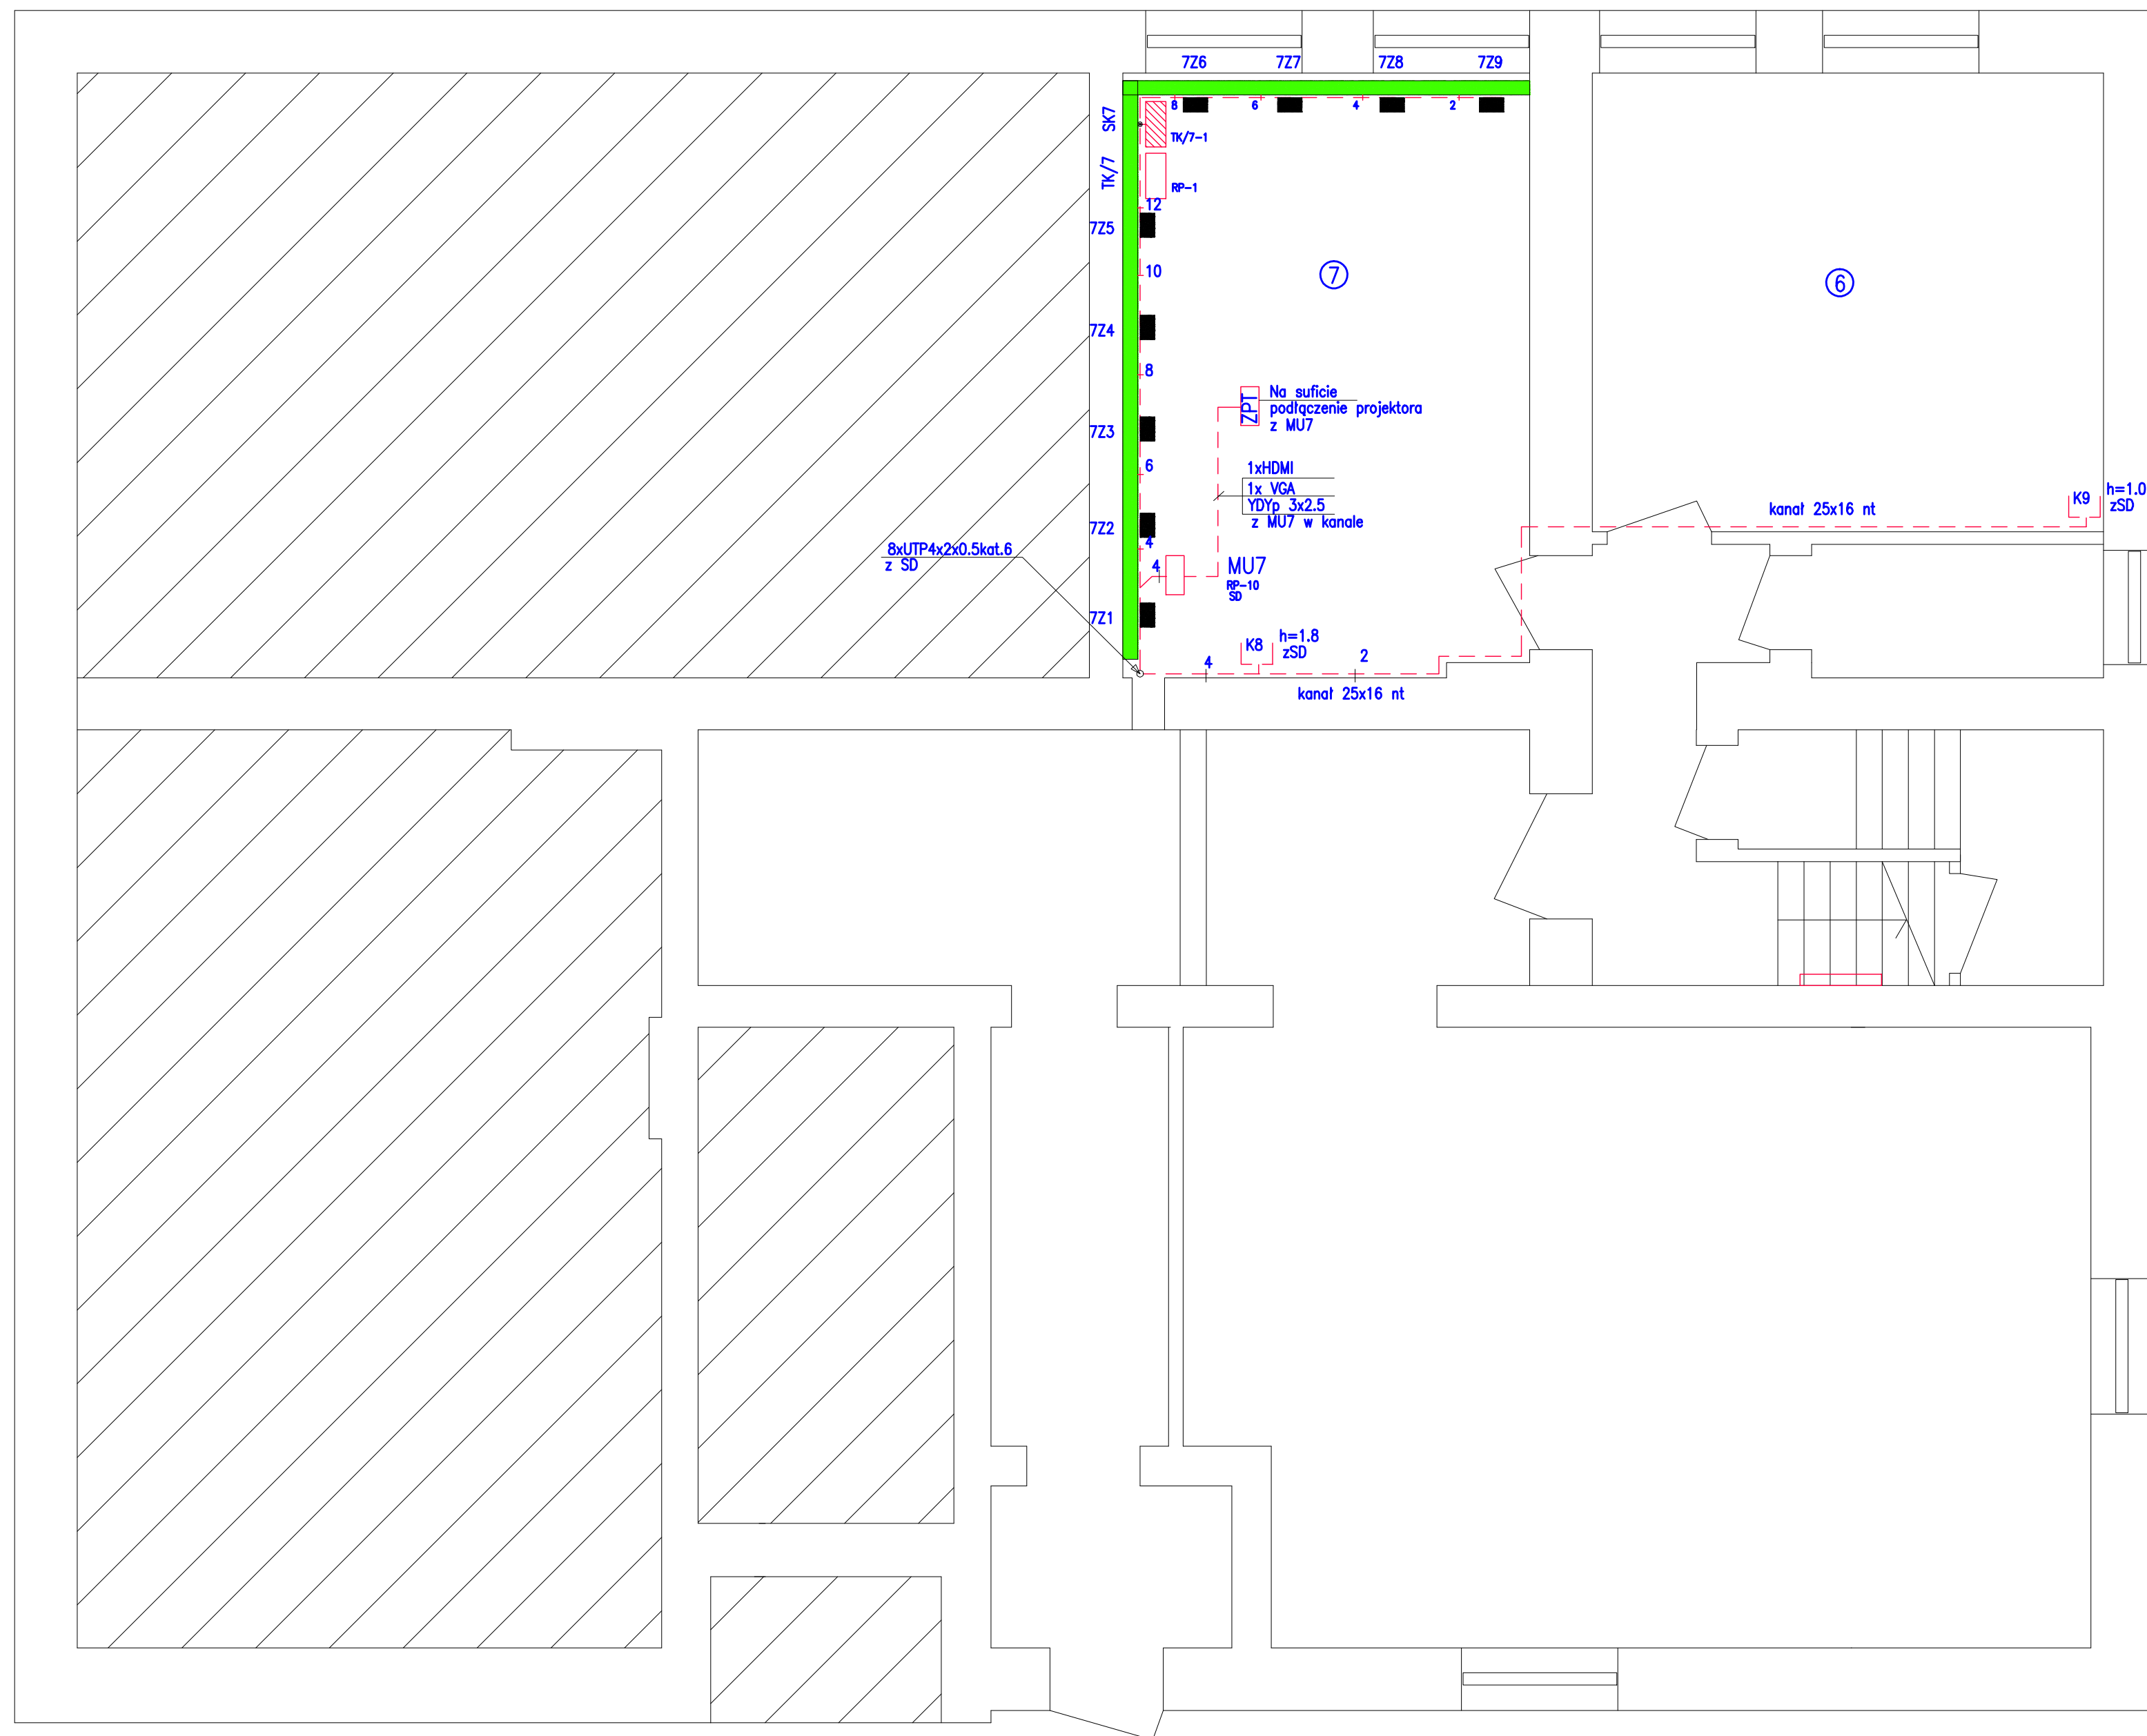 7Z6
7Z7
7Z8
7Z9
8
6
4
2
SK7
TK/7-1
TK/7
RP-1
12
7Z5
10
7
6
7Z4
8
ZPT
Na suficie
podłączenie projektora
z MU7
7Z3
6
1xHDMI
1x VGA
YDYp 3x2.5
z MU7 w kanale
kanał 25x16 nt
K9
h=1.0
zSD
7Z2
4
8xUTP4x2x0.5kat.6
z SD
4
MU7
RP-10
SD
7Z1
K8
h=1.8
zSD
4
2
kanał 25x16 nt